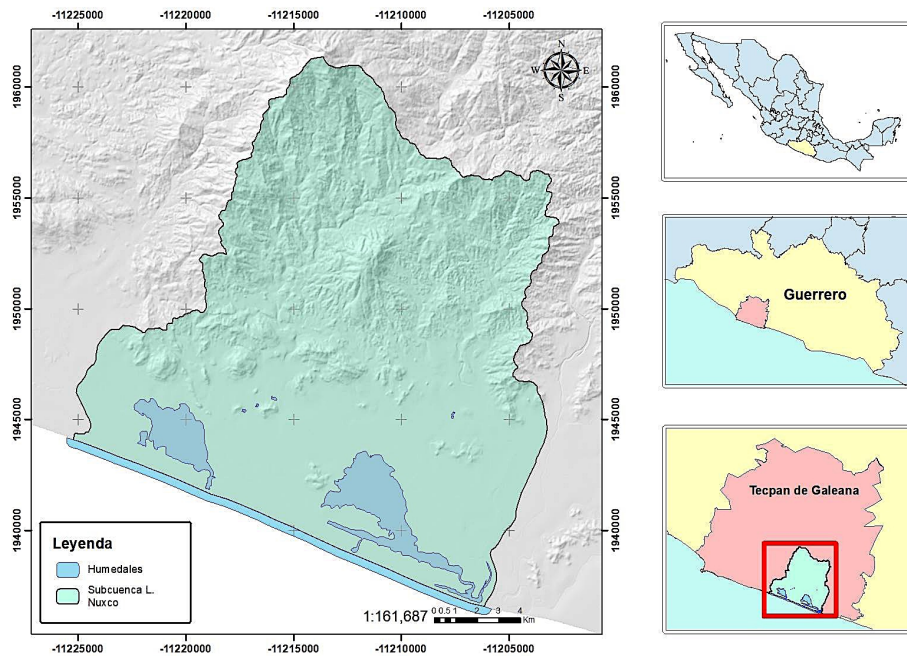 -11225000 -11220000 -11215000 -11210000 -11205000
N
W E
S
1960000 1960000
1955000 1955000
1950000 1950000
1945000 1945000
1940000 1940000
Leyenda
Humedales
Subcuenca L.
Nuxco
1:161,687
0 0.5 1 2 3 4
Km
-11225000 -11220000 -11215000 -11210000 -11205000
Guerrero
Tecpan de Galeana